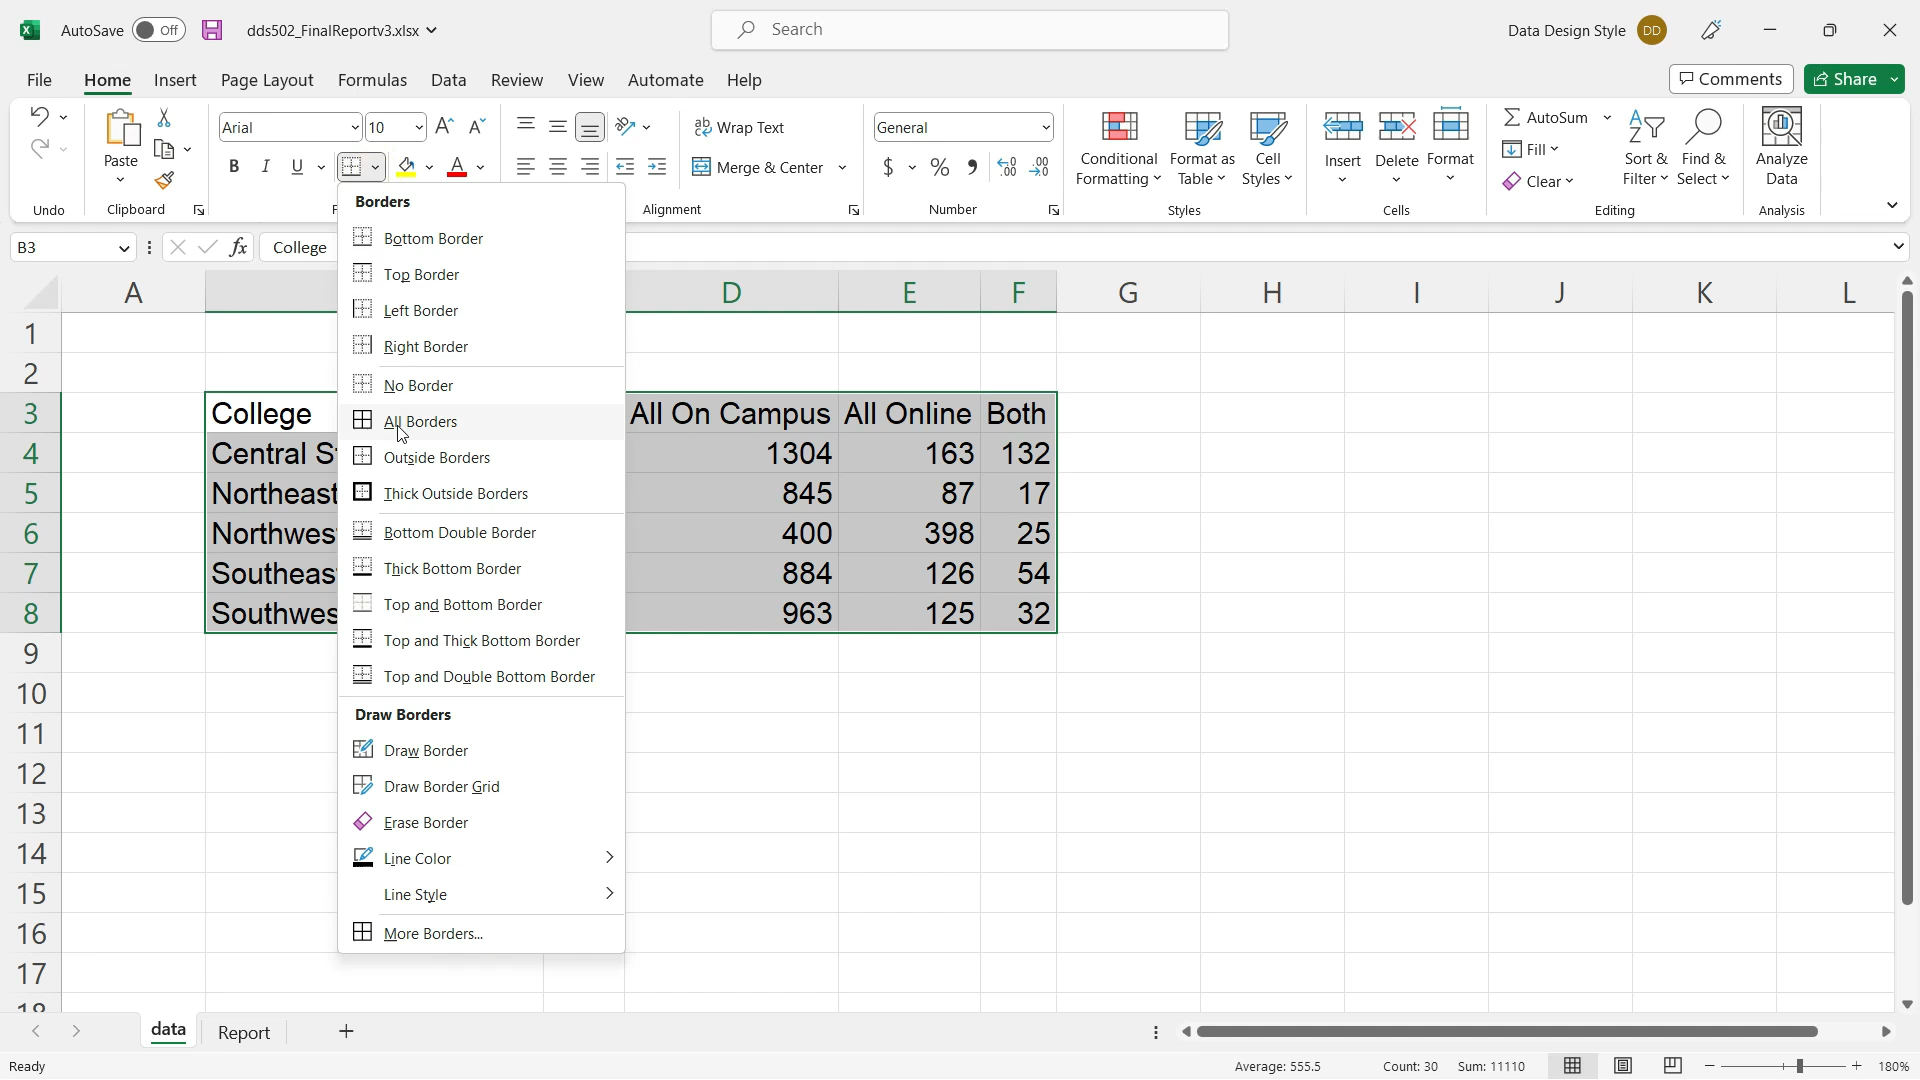 AutoSave Off dds502_FinalReportv3.xlsx Search Data Design Style DD
File Home Insert Page Layout Formulas Data Review View Automate Help Comments Share
Arial 10 Wrap Text General AutoSum
Paste B I U A Merge & Center $ % Conditional Formatting Format as Table Cell Styles Insert Delete Format Fill Sort & Filter Find & Select Analyze Data
Clear
Undo Clipboard Alignment Number Styles Cells Editing Analysis
B3 fx College
A D E F G H I J K L
Borders
Bottom Border
Top Border
Left Border
Right Border
No Border
All Borders
Outside Borders
Thick Outside Borders
Bottom Double Border
Thick Bottom Border
Top and Bottom Border
Top and Thick Bottom Border
Top and Double Bottom Border
Draw Borders
Draw Border
Draw Border Grid
Erase Border
Line Color
Line Style
More Borders...
1
2
3 College All On Campus All Online Both
4 Central 1304 163 132
5 Northeast 845 87 17
6 Northwes 400 398 25
7 Southeas 884 126 54
8 Southwes 963 125 32
9
10
11
12
13
14
15
16
17
data Report
Ready Average: 555.5 Count: 30 Sum: 11110 180%